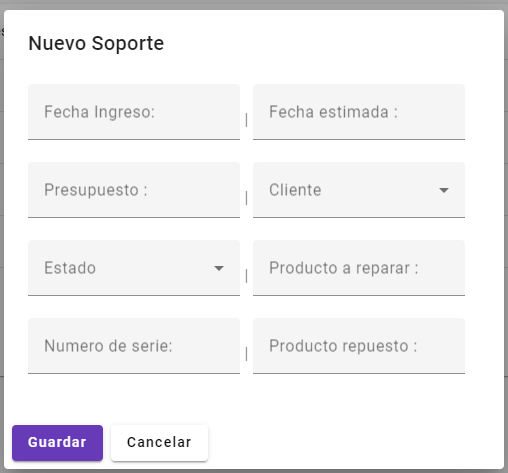 Nuevo Soporte
Fecha Ingreso: | Fecha estimada :
Presupuesto : | Cliente
Estado | Producto a reparar :
Numero de serie: | Producto repuesto :
Guardar Cancelar